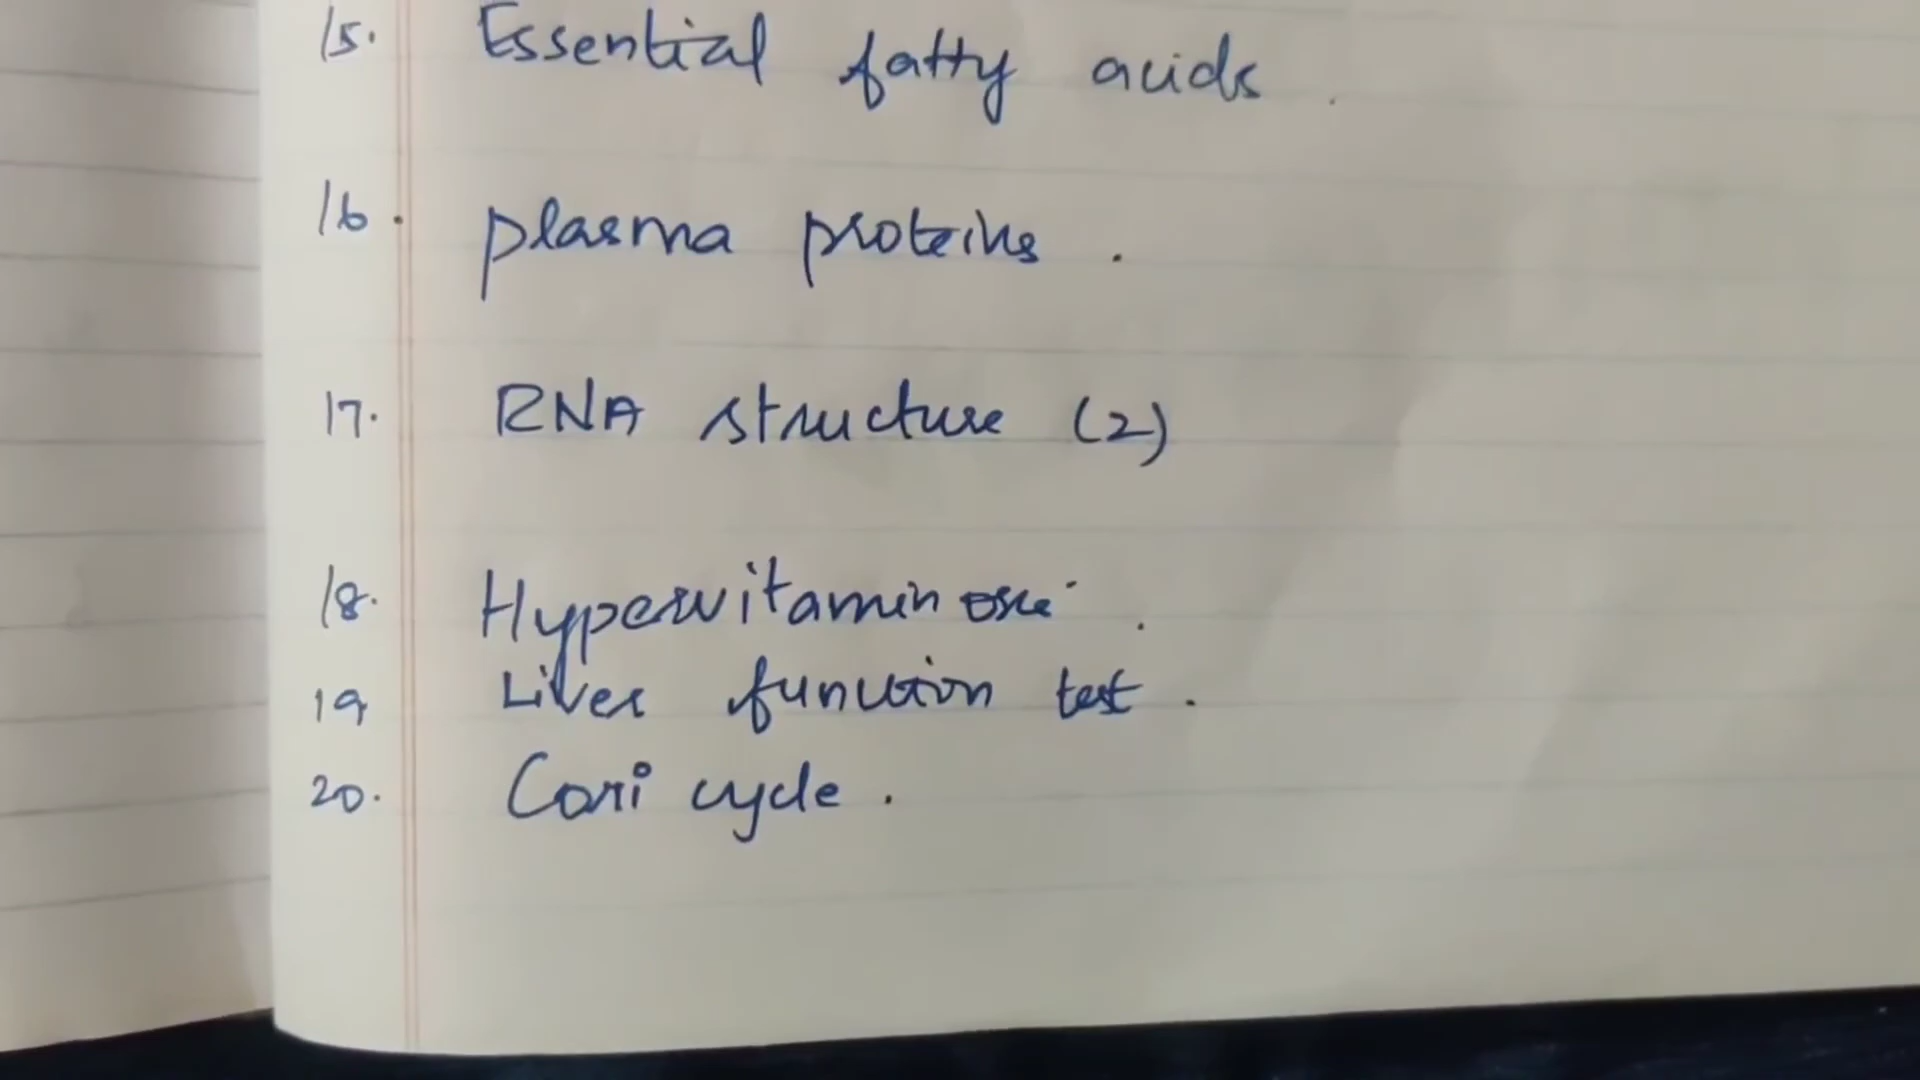 15. Essential fatty acids.
16. plasma proteins.
17. RNA structure (2)
18. Hypervitaminosis.
19 Liver function test.
20. Cori cycle.